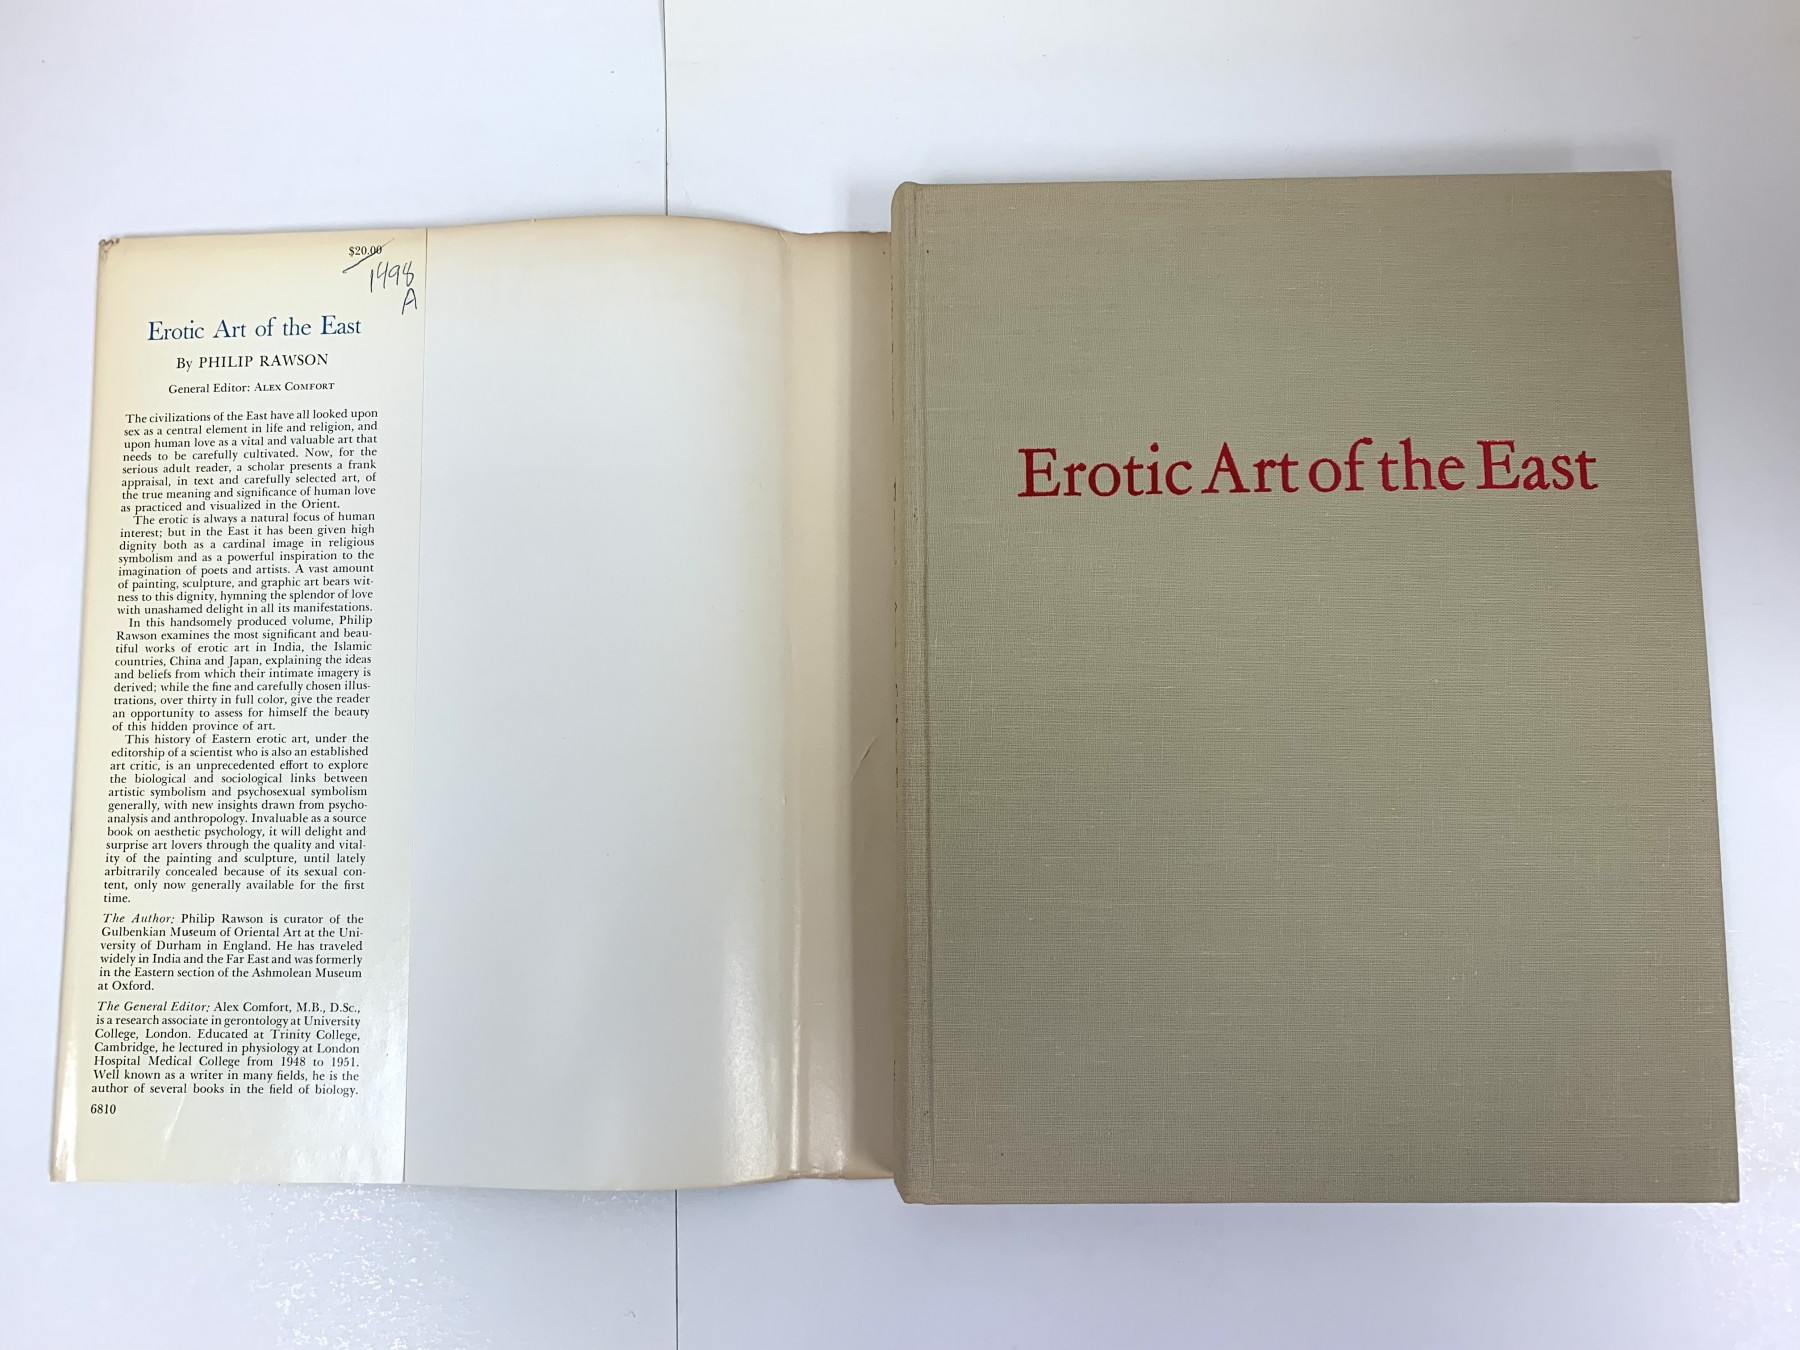 $20.00
1498
A
Erotic Art of the East
By PHILIP RAWSON
General Editor: ALEX COMFORT
The civilizations of the East have all looked upon
sex as a central element in life and religion, and
upon human love as a vital and valuable art that
needs to be carefully cultivated. Now, for the
serious adult reader, a scholar presents a frank
appraisal, in text and carefully selected art, of
the true meaning and significance of human love
as practiced and visualized in the Orient.
The erotic is always a natural focus of human
interest; but in the East it has been given high
dignity both as a cardinal image in religious
symbolism and as a powerful inspiration to the
imagination of poets and artists. A vast amount
of painting, sculpture, and graphic art bears wit-
ness to this dignity, hymning the splendor of love
with unashamed delight in all its manifestations.
In this handsomely produced volume, Philip
Rawson examines the most significant and beau-
tiful works of erotic art in India, the Islamic
countries, China and Japan, explaining the ideas
and beliefs from which their intimate imagery is
derived; while the fine and carefully chosen illus-
trations, over thirty in full color, give the reader
an opportunity to assess for himself the beauty
of this hidden province of art.
This history of Eastern erotic art, under the
editorship of a scientist who is also an established
art critic, is an unprecedented effort to explore
the biological and sociological links between
artistic symbolism and psychosexual symbolism
generally, with new insights drawn from psycho-
analysis and anthropology. Invaluable as a source
book on aesthetic psychology, it will delight and
surprise art lovers through the quality and vital-
ity of the painting and sculpture, until lately
arbitrarily concealed because of its sexual con-
tent, only now generally available for the first
time.
The Author: Philip Rawson is curator of the
Gulbenkian Museum of Oriental Art at the Uni-
versity of Durham in England. He has traveled
widely in India and the Far East and was formerly
in the Eastern section of the Ashmolean Museum
at Oxford.
The General Editor: Alex Comfort, M.B., D.Sc.,
is a research associate in gerontology at University
College, London. Educated at Trinity College,
Cambridge, he lectured in physiology at London
Hospital Medical College from 1948 to 1951.
Well known as a writer in many fields, he is the
author of several books in the field of biology.
6810
Erotic Art of the East